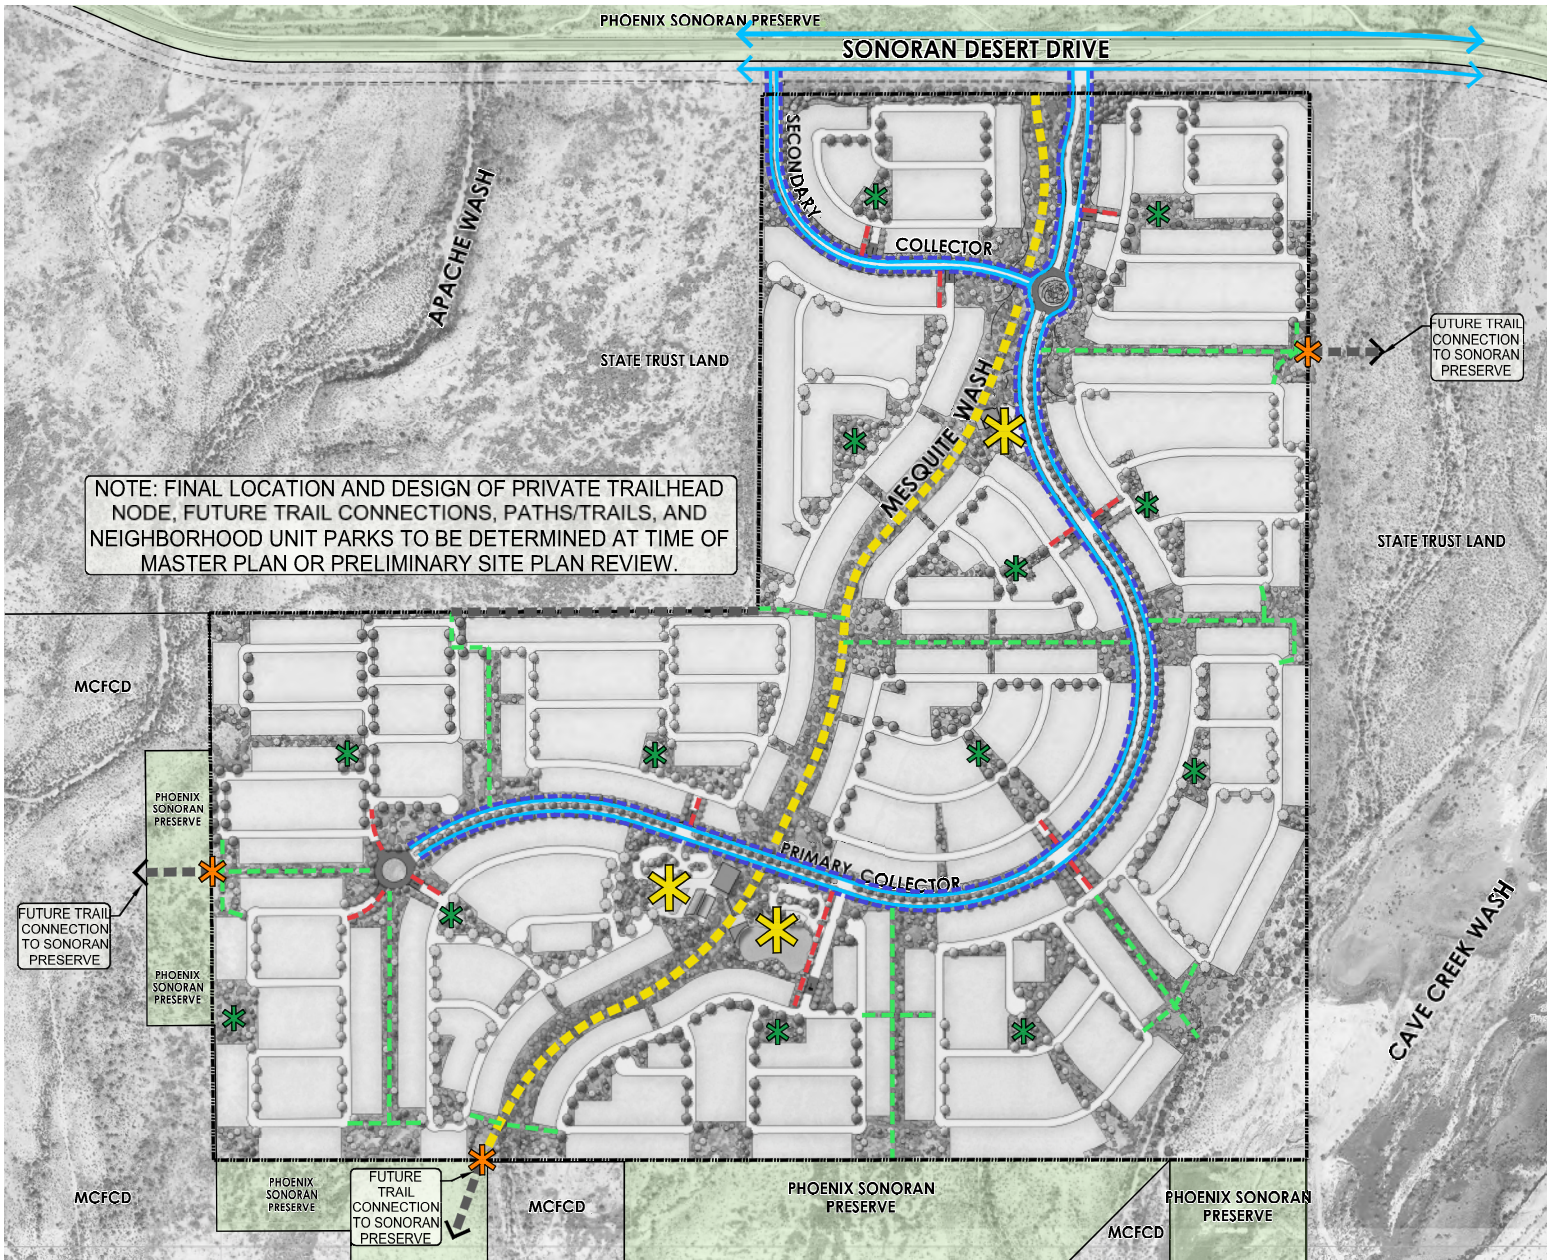 PHOENIX SONORAN PRESERVE
SONORAN DESERT DRIVE
SECONDARY
COLLECTOR
APACHE WASH
STATE TRUST LAND
MESQUITE WASH
FUTURE TRAIL
CONNECTION
TO SONORAN
PRESERVE
NOTE: FINAL LOCATION AND DESIGN OF PRIVATE TRAILHEAD
NODE, FUTURE TRAIL CONNECTIONS, PATHS/TRAILS, AND
NEIGHBORHOOD UNIT PARKS TO BE DETERMINED AT TIME OF
MASTER PLAN OR PRELIMINARY SITE PLAN REVIEW.
STATE TRUST LAND
MCFCD
PHOENIX
SONORAN
PRESERVE
PRIMARY COLLECTOR
FUTURE TRAIL
CONNECTION
TO SONORAN
PRESERVE
PHOENIX
SONORAN
PRESERVE
CAVE CREEK WASH
MCFCD
PHOENIX
SONORAN
PRESERVE
FUTURE
TRAIL
CONNECTION
TO SONORAN
PRESERVE
MCFCD
PHOENIX SONORAN
PRESERVE
MCFCD
PHOENIX SONORAN
PRESERVE